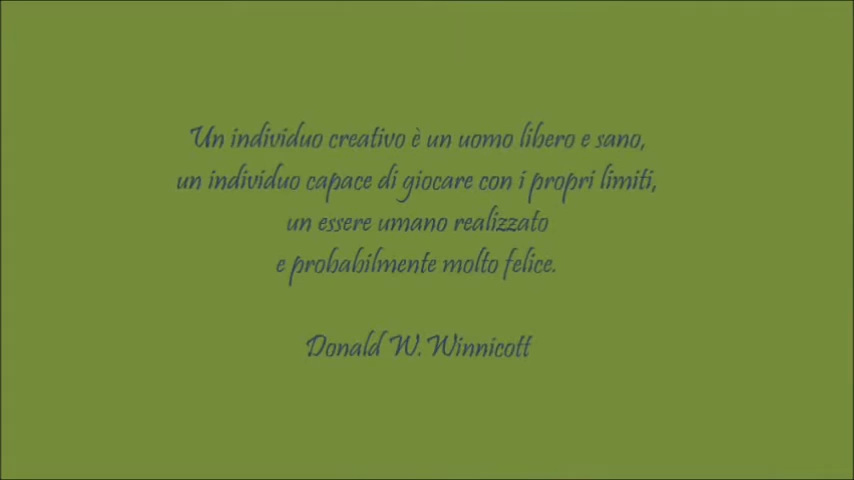 Un individuo creativo è un uomo libero e sano,
un individuo capace di giocare con i propri limiti,
un essere umano realizzato
e probabilmente molto felice.
Donald W. Winnicott